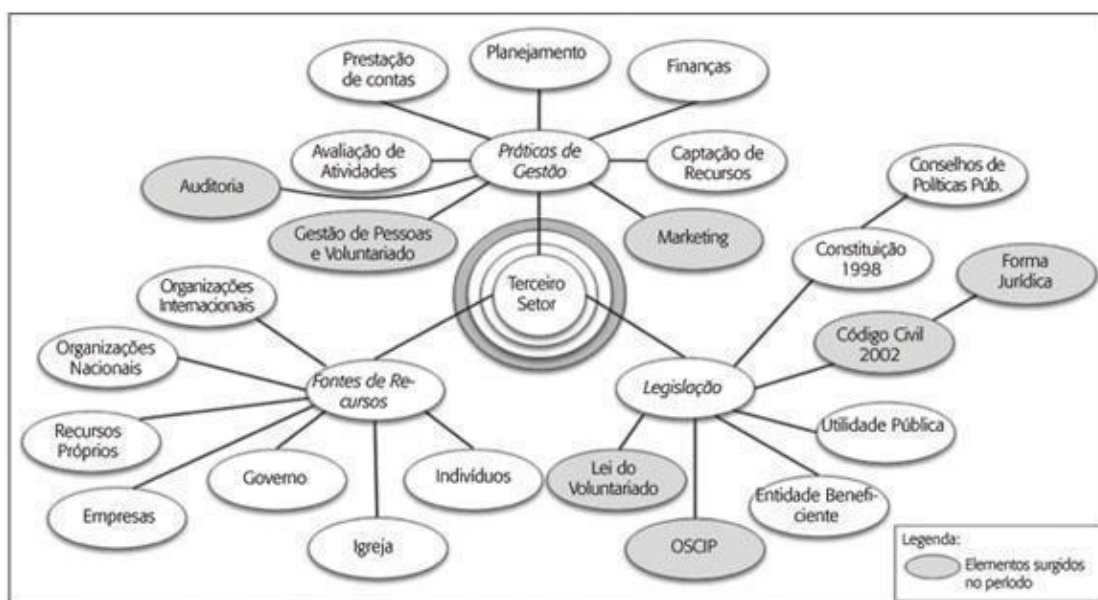 Prestação
de contas
Planejamento
Finanças
Avaliação de
Atividades
Práticas de
Gestão
Captação de
Recursos
Auditoria
Gestão de Pessoas
e Voluntariado
Marketing
Conselhos de
Políticas Púb.
Constituição
1998
Forma
Jurídica
Terceiro
Setor
Organizações
Internacionais
Código Civil
2002
Organizações
Nacionais
Fontes de Re-
cursos
Legislação
Recursos
Próprios
Utilidade Pública
Governo
Indivíduos
Lei do
Voluntariado
Empresas
Entidade Benefi-
ciente
Igreja
OSCIP
Legenda:
Elementos surgidos
no período